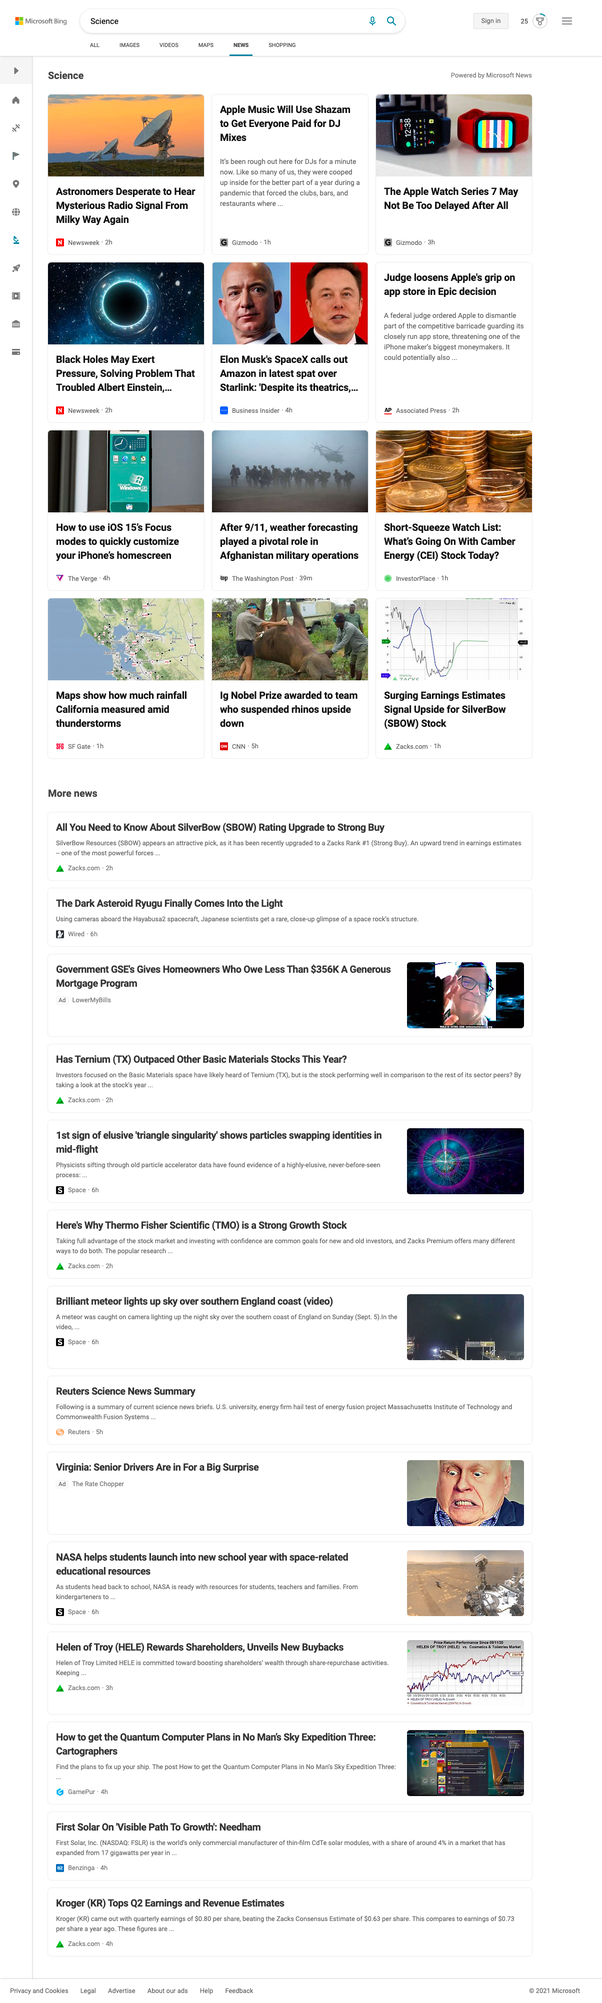 Microsoft Bing
Science
Sign in
25
ALL
IMAGES
VIDEOS
MAPS
NEWS
SHOPPING
Science
Powered by Microsoft News
Astronomers Desperate to Hear
Mysterious Radio Signal From
Milky Way Again
Newsweek · 2h
Apple Music Will Use Shazam
to Get Everyone Paid for DJ
Mixes
It's been rough out here for DJs for a minute
now. Like so many of us, they were cooped
up inside for the better part of a year during a
pandemic that forced the clubs, bars, and
restaurants where ...
Gizmodo · 1h
The Apple Watch Series 7 May
Not Be Too Delayed After All
Gizmodo · 3h
Black Holes May Exert
Pressure, Solving Problem That
Troubled Albert Einstein,...
Newsweek · 2h
Elon Musk's SpaceX calls out
Amazon in latest spat over
Starlink: 'Despite its theatrics,...
Business Insider · 4h
Judge loosens Apple's grip on
app store in Epic decision
A federal judge ordered Apple to dismantle
part of the competitive barricade guarding its
closely run app store, threatening one of the
iPhone maker's biggest moneymakers. It
could potentially also ...
AP
Associated Press · 2h
How to use iOS 15's Focus
modes to quickly customize
your iPhone's homescreen
The Verge · 4h
After 9/11, weather forecasting
played a pivotal role in
Afghanistan military operations
wp
The Washington Post · 39m
Short-Squeeze Watch List:
What's Going On With Camber
Energy (CEI) Stock Today?
InvestorPlace · 1h
Maps show how much rainfall
California measured amid
thunderstorms
SF Gate · 1h
Ig Nobel Prize awarded to team
who suspended rhinos upside
down
CNN · 5h
Surging Earnings Estimates
Signal Upside for SilverBow
(SBOW) Stock
Zacks.com · 1h
More news
All You Need to Know About SilverBow (SBOW) Rating Upgrade to Strong Buy
SilverBow Resources (SBOW) appears an attractive pick, as it has been recently upgraded to a Zacks Rank #1 (Strong Buy). An upward trend in earnings estimates
– one of the most powerful forces ...
Zacks.com · 2h
The Dark Asteroid Ryugu Finally Comes Into the Light
Using cameras aboard the Hayabusa2 spacecraft, Japanese scientists get a rare, close-up glimpse of a space rock's structure.
Wired · 6h
Government GSE's Gives Homeowners Who Owe Less Than $356K A Generous
Mortgage Program
Ad LowerMyBills
Has Ternium (TX) Outpaced Other Basic Materials Stocks This Year?
Investors focused on the Basic Materials space have likely heard of Ternium (TX), but is the stock performing well in comparison to the rest of its sector peers? By
taking a look at the stock's year ...
Zacks.com · 2h
1st sign of elusive 'triangle singularity' shows particles swapping identities in
mid-flight
Physicists sifting through old particle accelerator data have found evidence of a highly-elusive, never-before-seen
process: ...
Space · 6h
Here's Why Thermo Fisher Scientific (TMO) is a Strong Growth Stock
Taking full advantage of the stock market and investing with confidence are common goals for new and old investors, and Zacks Premium offers many different
ways to do both. The popular research ...
Zacks.com · 2h
Brilliant meteor lights up sky over southern England coast (video)
A meteor was caught on camera lighting up the night sky over the southern coast of England on Sunday (Sept. 5).In the
video, ...
Space · 6h
Reuters Science News Summary
Following is a summary of current science news briefs. U.S. university, energy firm hail test of energy fusion project Massachusetts Institute of Technology and
Commonwealth Fusion Systems ...
Reuters · 5h
Virginia: Senior Drivers Are in For a Big Surprise
Ad The Rate Chopper
NASA helps students launch into new school year with space-related
educational resources
As students head back to school, NASA is ready with resources for students, teachers and families. From
kindergarteners to ...
Space · 6h
Helen of Troy (HELE) Rewards Shareholders, Unveils New Buybacks
Helen of Troy Limited HELE is committed toward boosting shareholders' wealth through share-repurchase activities.
Keeping ...
Zacks.com · 3h
How to get the Quantum Computer Plans in No Man's Sky Expedition Three:
Cartographers
Find the plans to fix up your ship. The post How to get the Quantum Computer Plans in No Man's Sky Expedition Three:
...
GamePur · 4h
First Solar On 'Visible Path To Growth': Needham
First Solar, Inc. (NASDAQ: FSLR) is the world's only commercial manufacturer of thin-film CdTe solar modules, with a share of around 4% in a market that has
expanded from 17 gigawatts per year in ...
Benzinga · 4h
Kroger (KR) Tops Q2 Earnings and Revenue Estimates
Kroger (KR) came out with quarterly earnings of $0.80 per share, beating the Zacks Consensus Estimate of $0.63 per share. This compares to earnings of $0.73
per share a year ago. These figures are ...
Zacks.com · 4h
Privacy and Cookies
Legal
Advertise
About our ads
Help
Feedback
© 2021 Microsoft